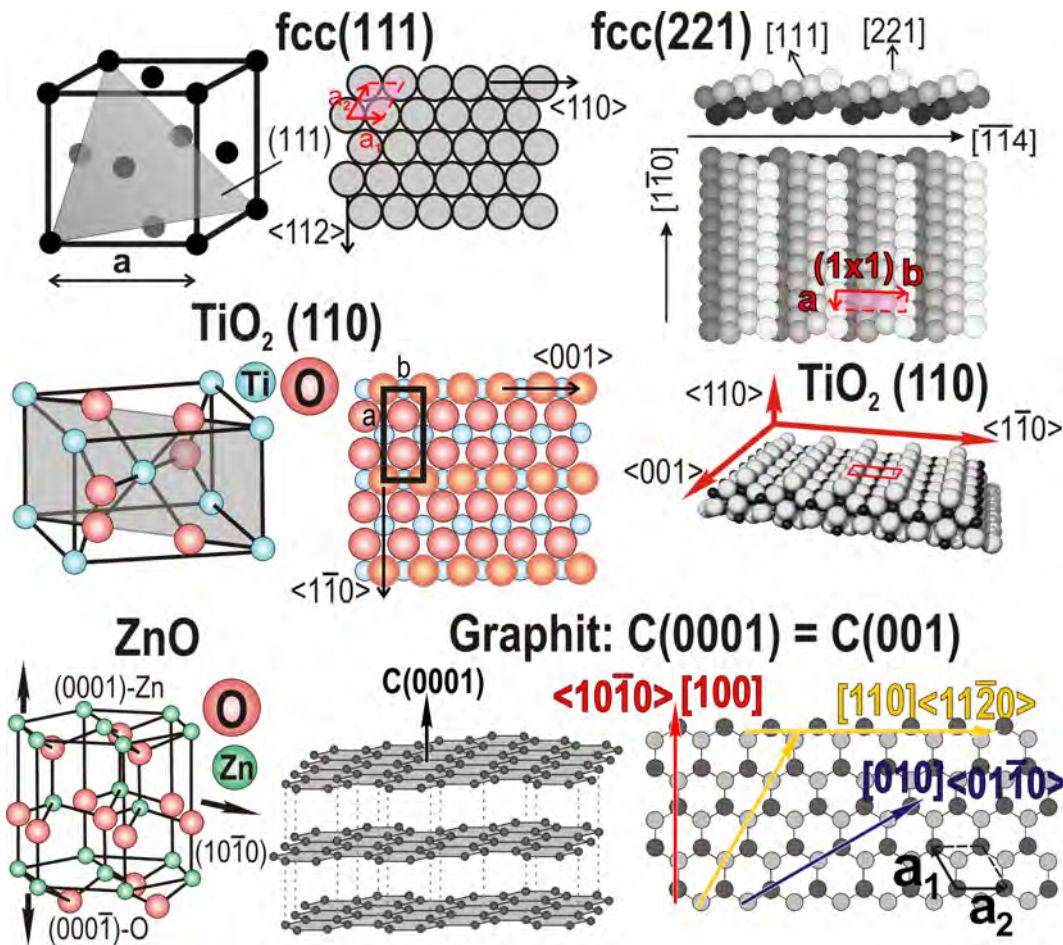 fcc(111)
a₂
a₁
<110>
(111)
<112>
a
fcc(221)
[111]
[221]
[1̅1̅4]
[11̅0]
(1x1)
a
b
TiO₂ (110)
Ti
O
b
a
<001>
<11̅0>
TiO₂ (110)
<110>
<11̅0>
<001>
ZnO
(0001)-Zn
O
Zn
(101̅0)
(0001̅)-O
Graphit: C(0001) = C(001)
C(0001)
<101̅0> [100]
[110]<112̅0>
[010]<011̅0>
a₁
a₂